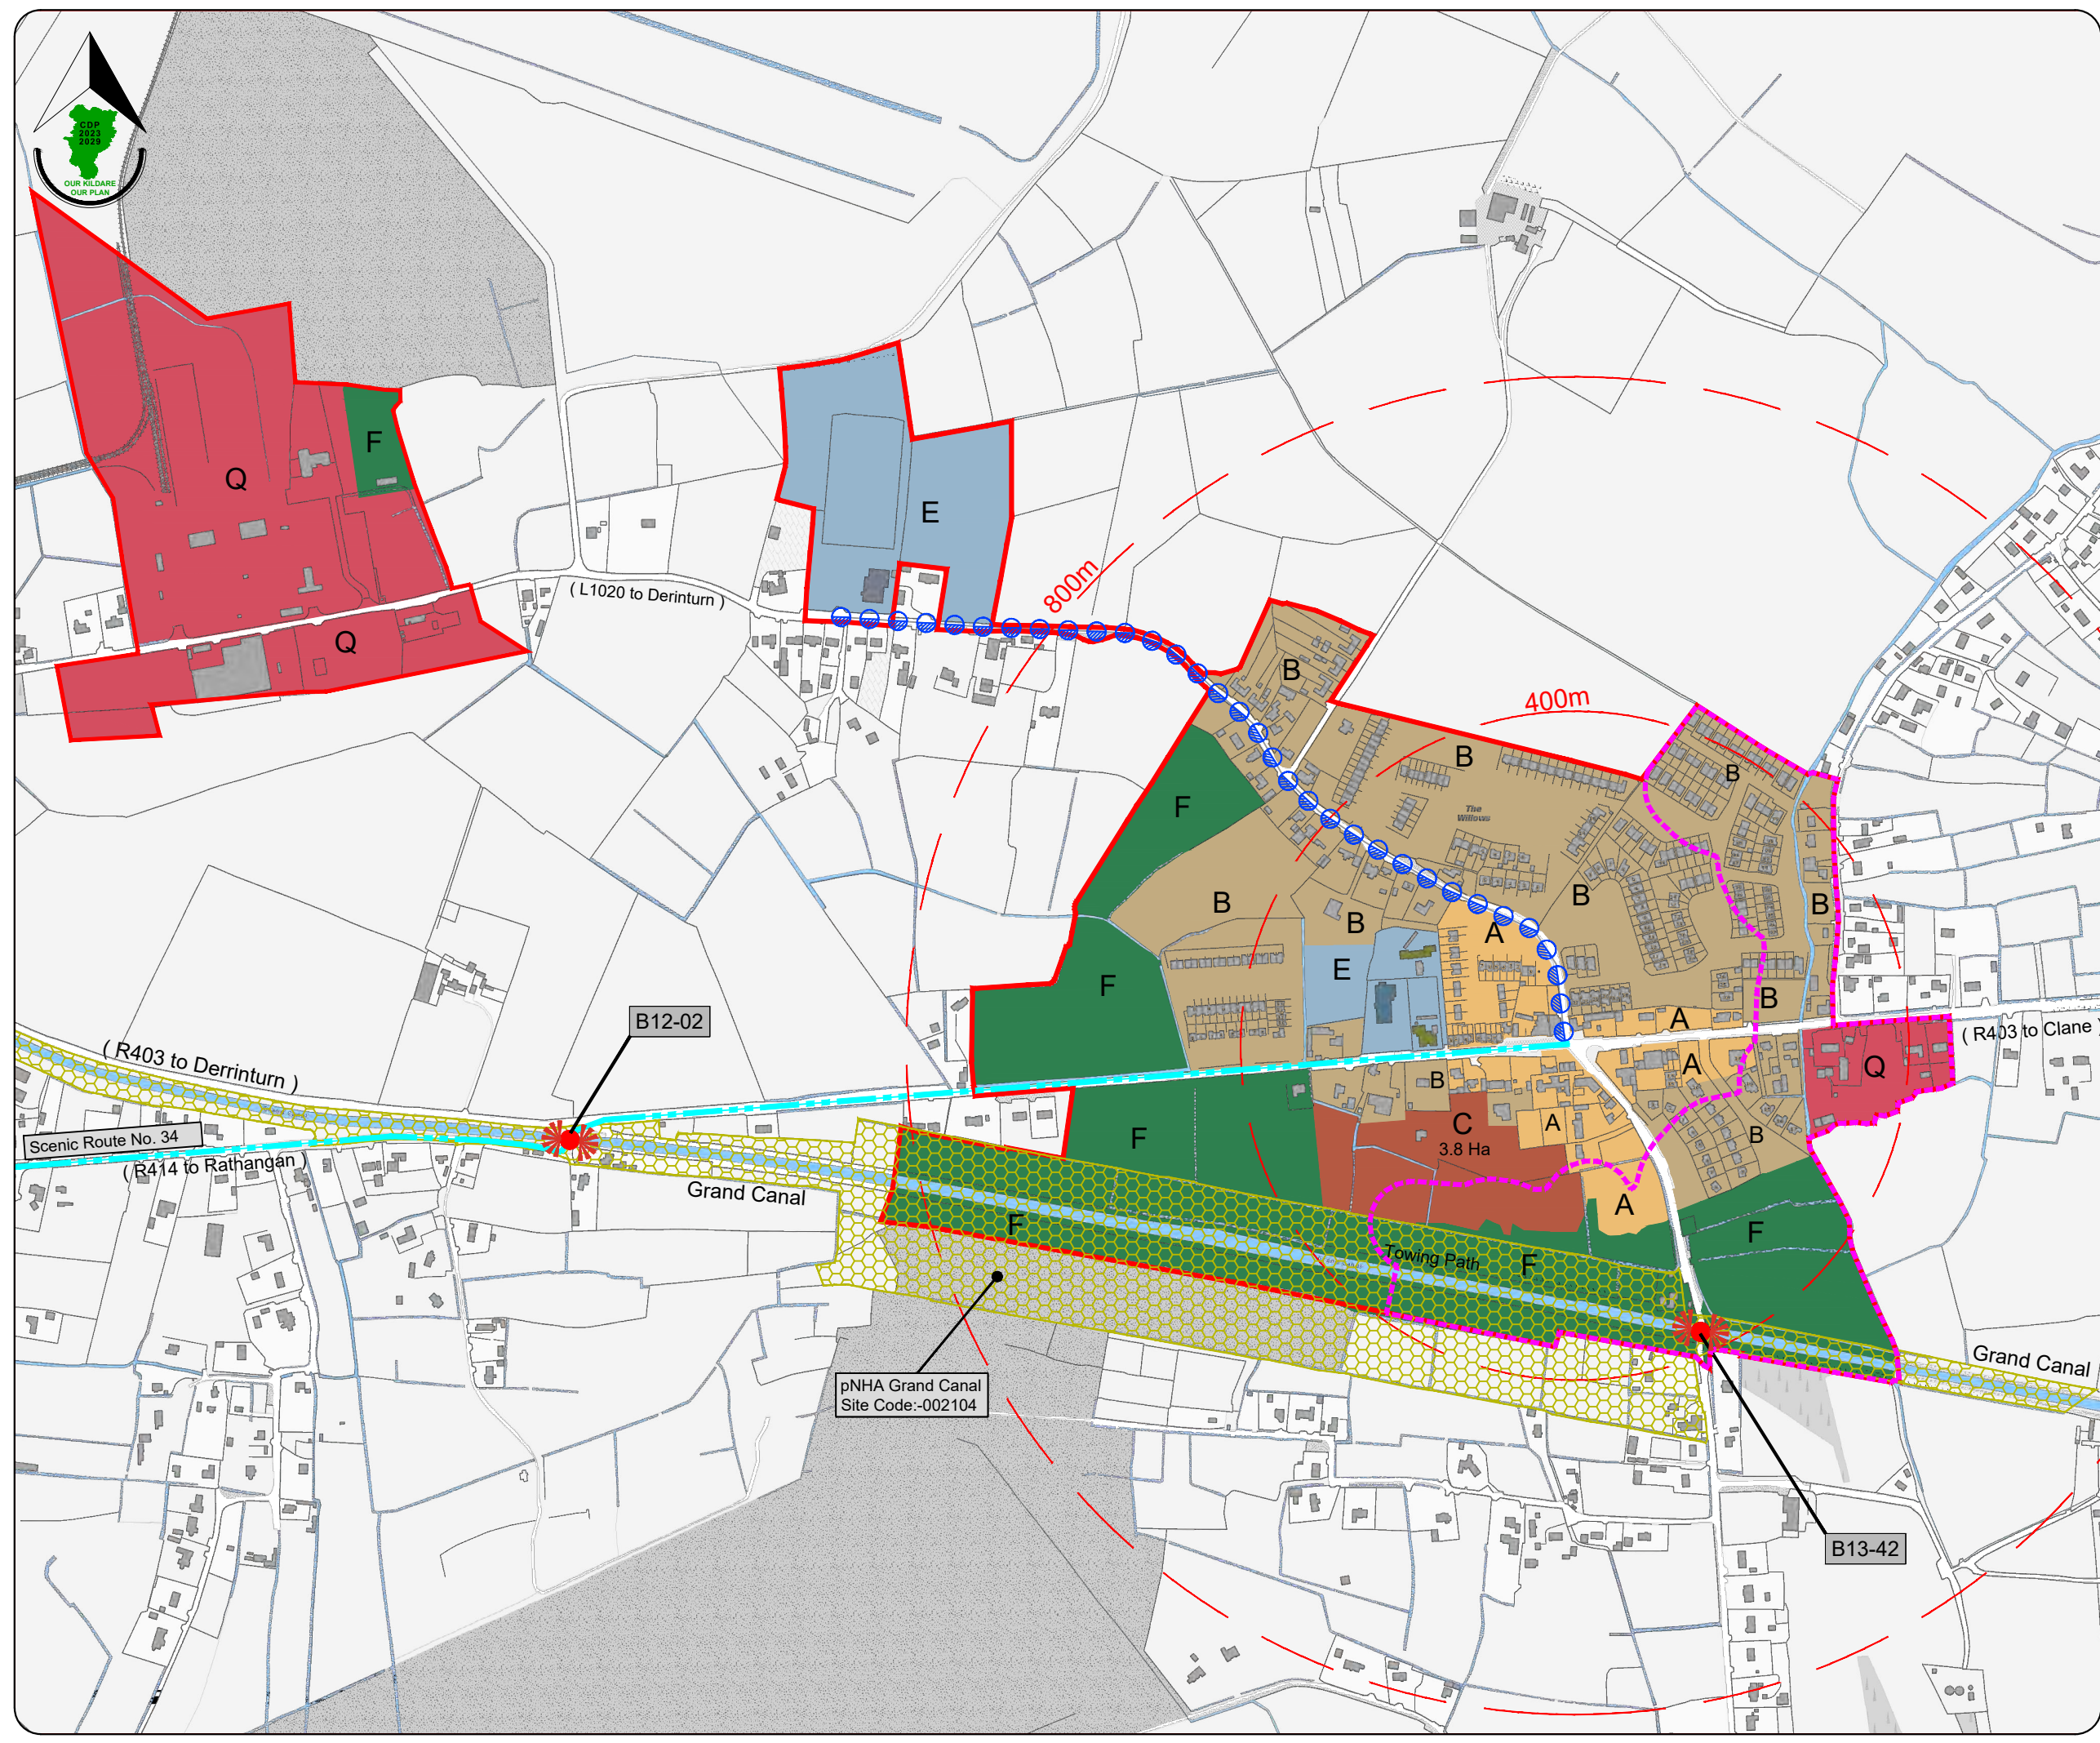 CDP
2023
2029
OUR KILDARE
OUR PLAN
F
Q
E
( L1020 to Derinturn )
800m
Q
B
400m
B
B
F
The
Willows
B
B
B
B
A
E
F
B
A
( R403 to Clane )
B12-02
( R403 to Derrinturn )
A
Q
B
C
3.8 Ha
A
B
F
Scenic Route No. 34
( R414 to Rathangan )
Grand Canal
A
F
F
Towing Path
F
pNHA Grand Canal
Site Code:-002104
Grand Canal
B13-42